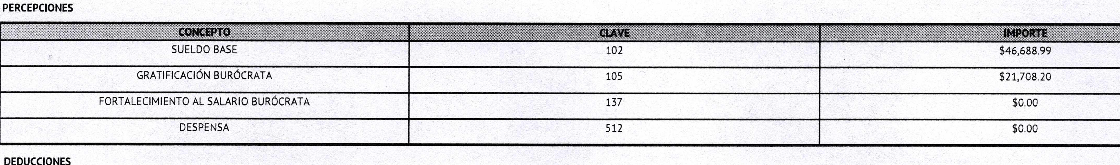 PERCEPCIONES
CONCEPTO CLAVE IMPORTE
SUELDO BASE 102 $46,688.99
GRATIFICACIÓN BURÓCRATA 105 $21,708.20
FORTALECIMIENTO AL SALARIO BURÓCRATA 137 $0.00
DESPENSA 512 $0.00
DEDUCCIONES